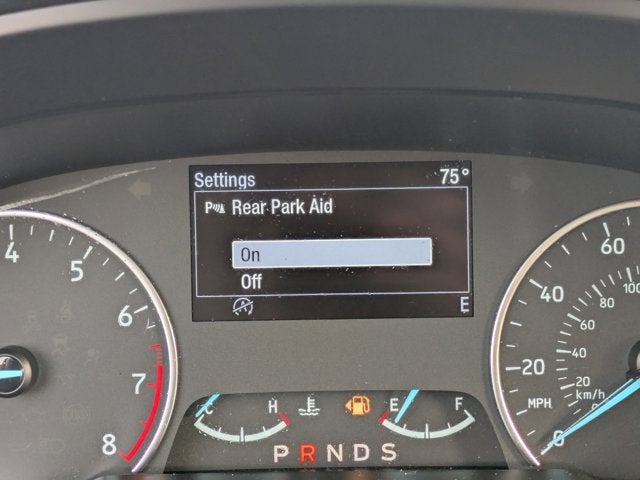 Settings 75°
P Rear Park Aid
On
Off
E
4 5 6 7 8
C H E F
P R N D S
0 20 40 60
MPH
20 40 60 80 100
km/h